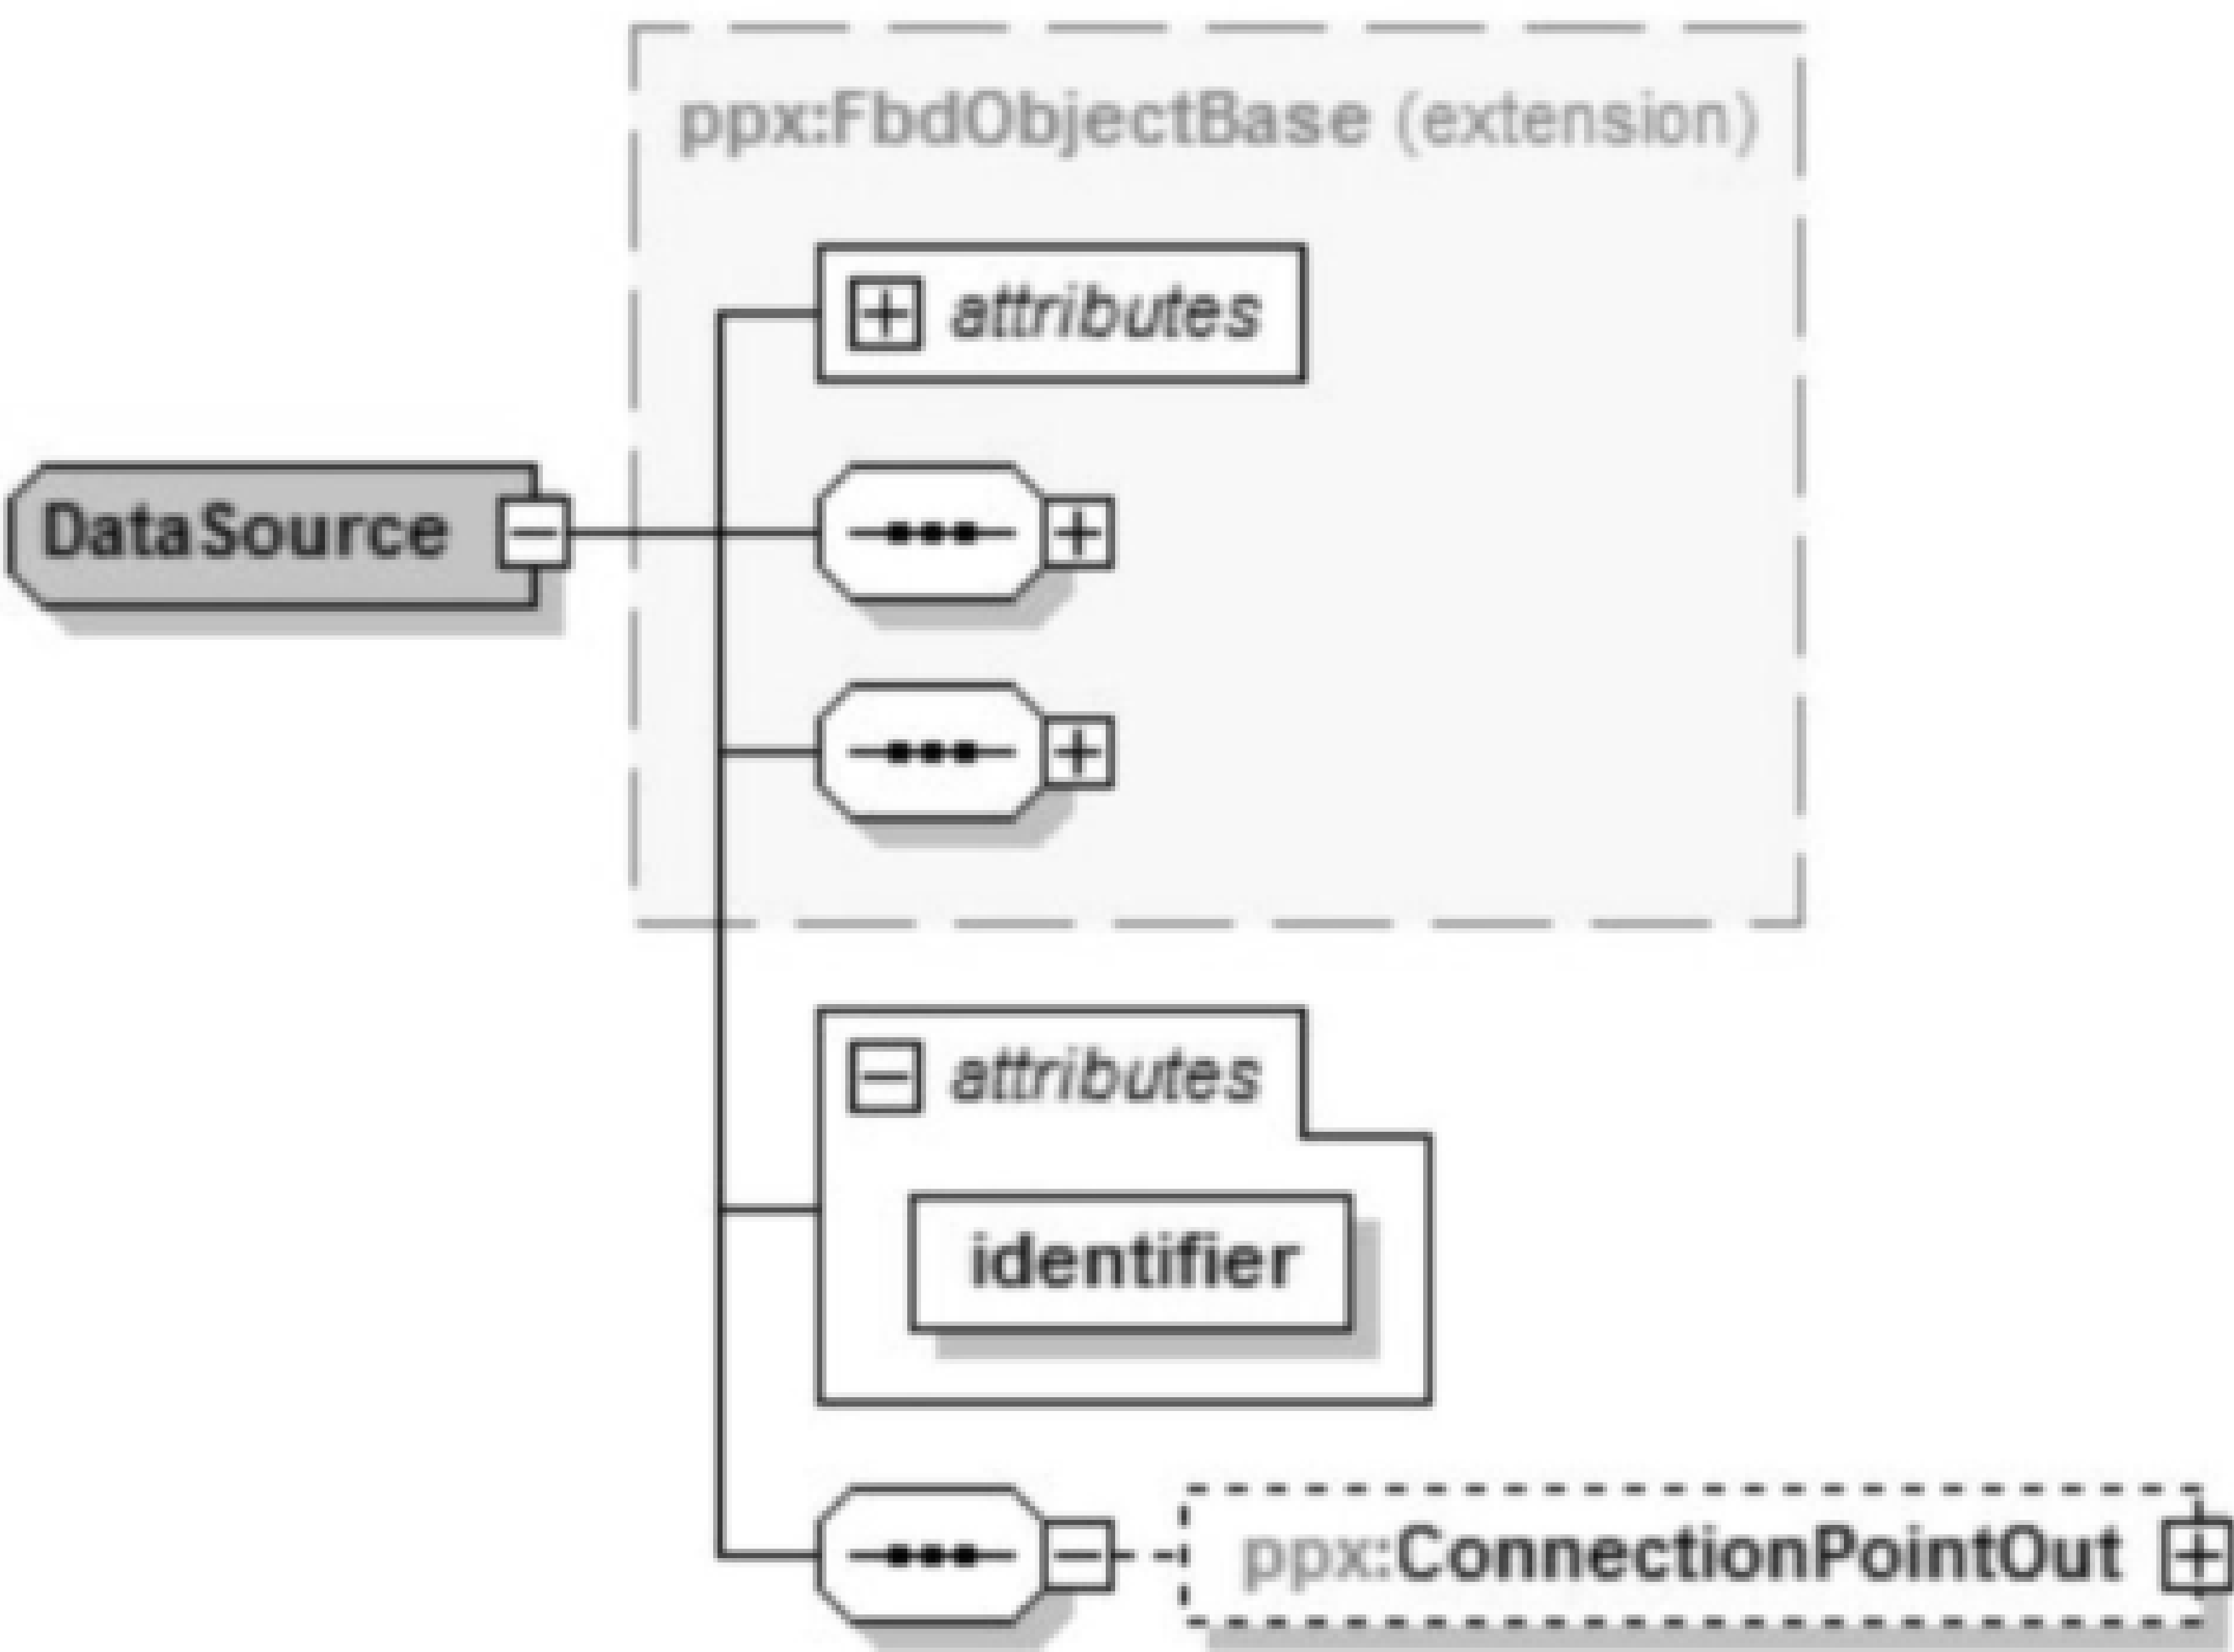 ppx:FbdObjectBase (extension)
attributes
DataSource
attributes
identifier
ppx:ConnectionPointOut